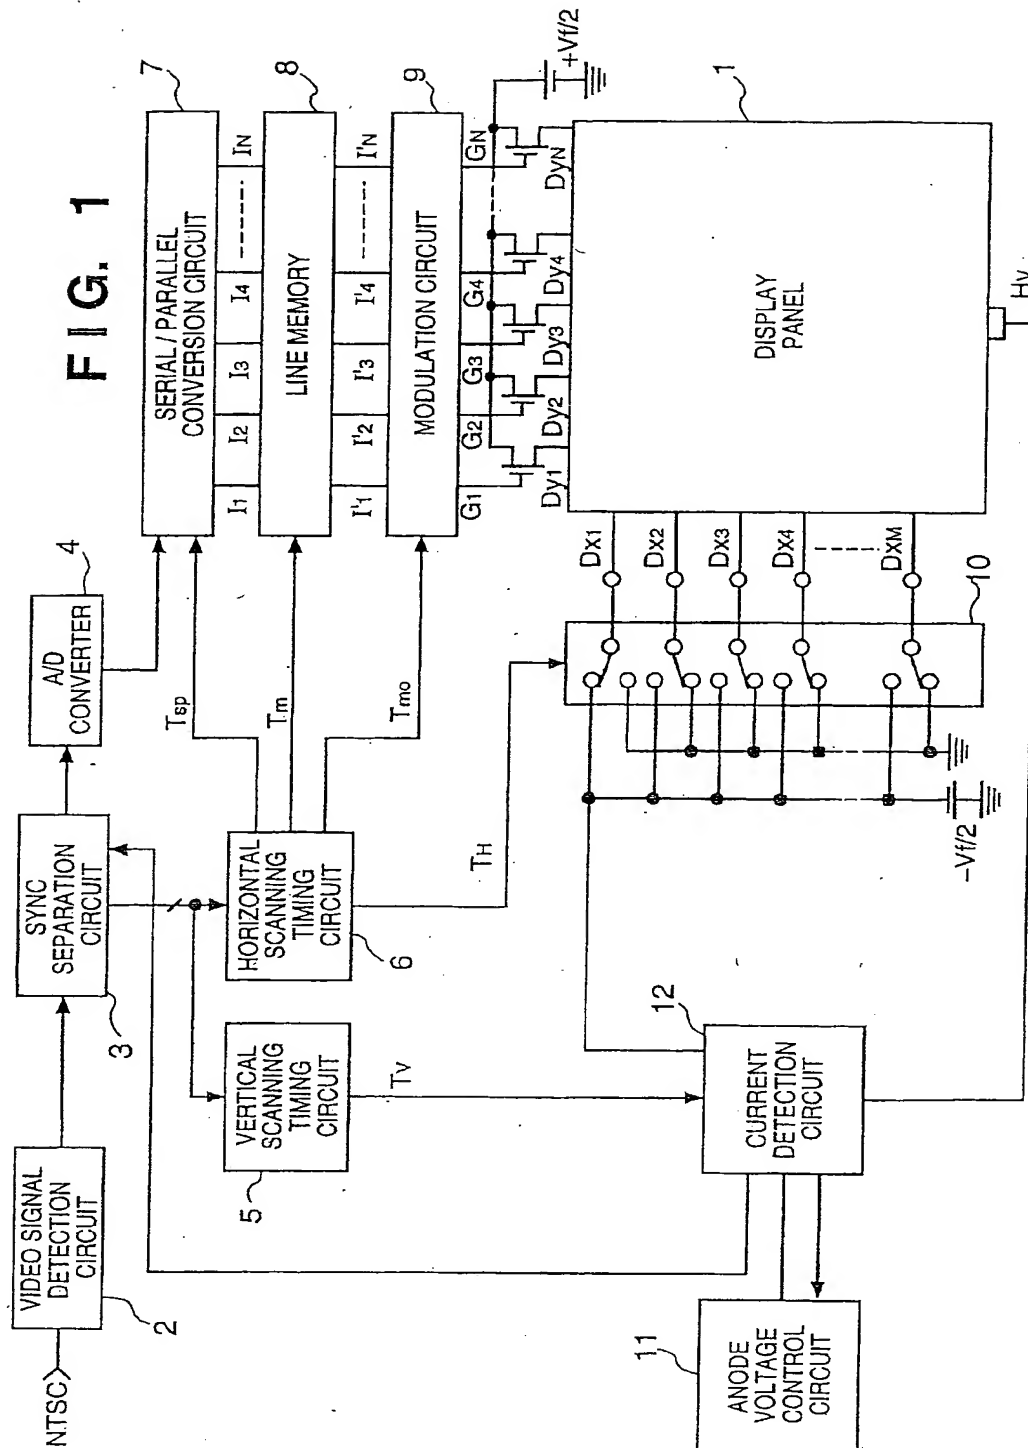 FIG. 1
NTSC
VIDEO SIGNAL
DETECTION
CIRCUIT
2
SYNC
SEPARATION
CIRCUIT
3
A/D
CONVERTER
4
VERTICAL
SCANNING
TIMING
CIRCUIT
5
HORIZONTAL
SCANNING
TIMING
CIRCUIT
6
Tsp
Tm
Tmo
TH
TV
SERIAL/PARALLEL
CONVERSION CIRCUIT
7
I1 I2 I3 I4 IN
LINE MEMORY
8
I'1 I'2 I'3 I'4 I'N
MODULATION CIRCUIT
9
G1 G2 G3 G4 GN
+Vf/2
Dy1 Dy2 Dy3 Dy4 DyN
DISPLAY
PANEL
1
Hv
Dx1
Dx2
Dx3
Dx4
DxM
10
-Vf/2
CURRENT
DETECTION
CIRCUIT
12
ANODE
VOLTAGE
CONTROL
CIRCUIT
11